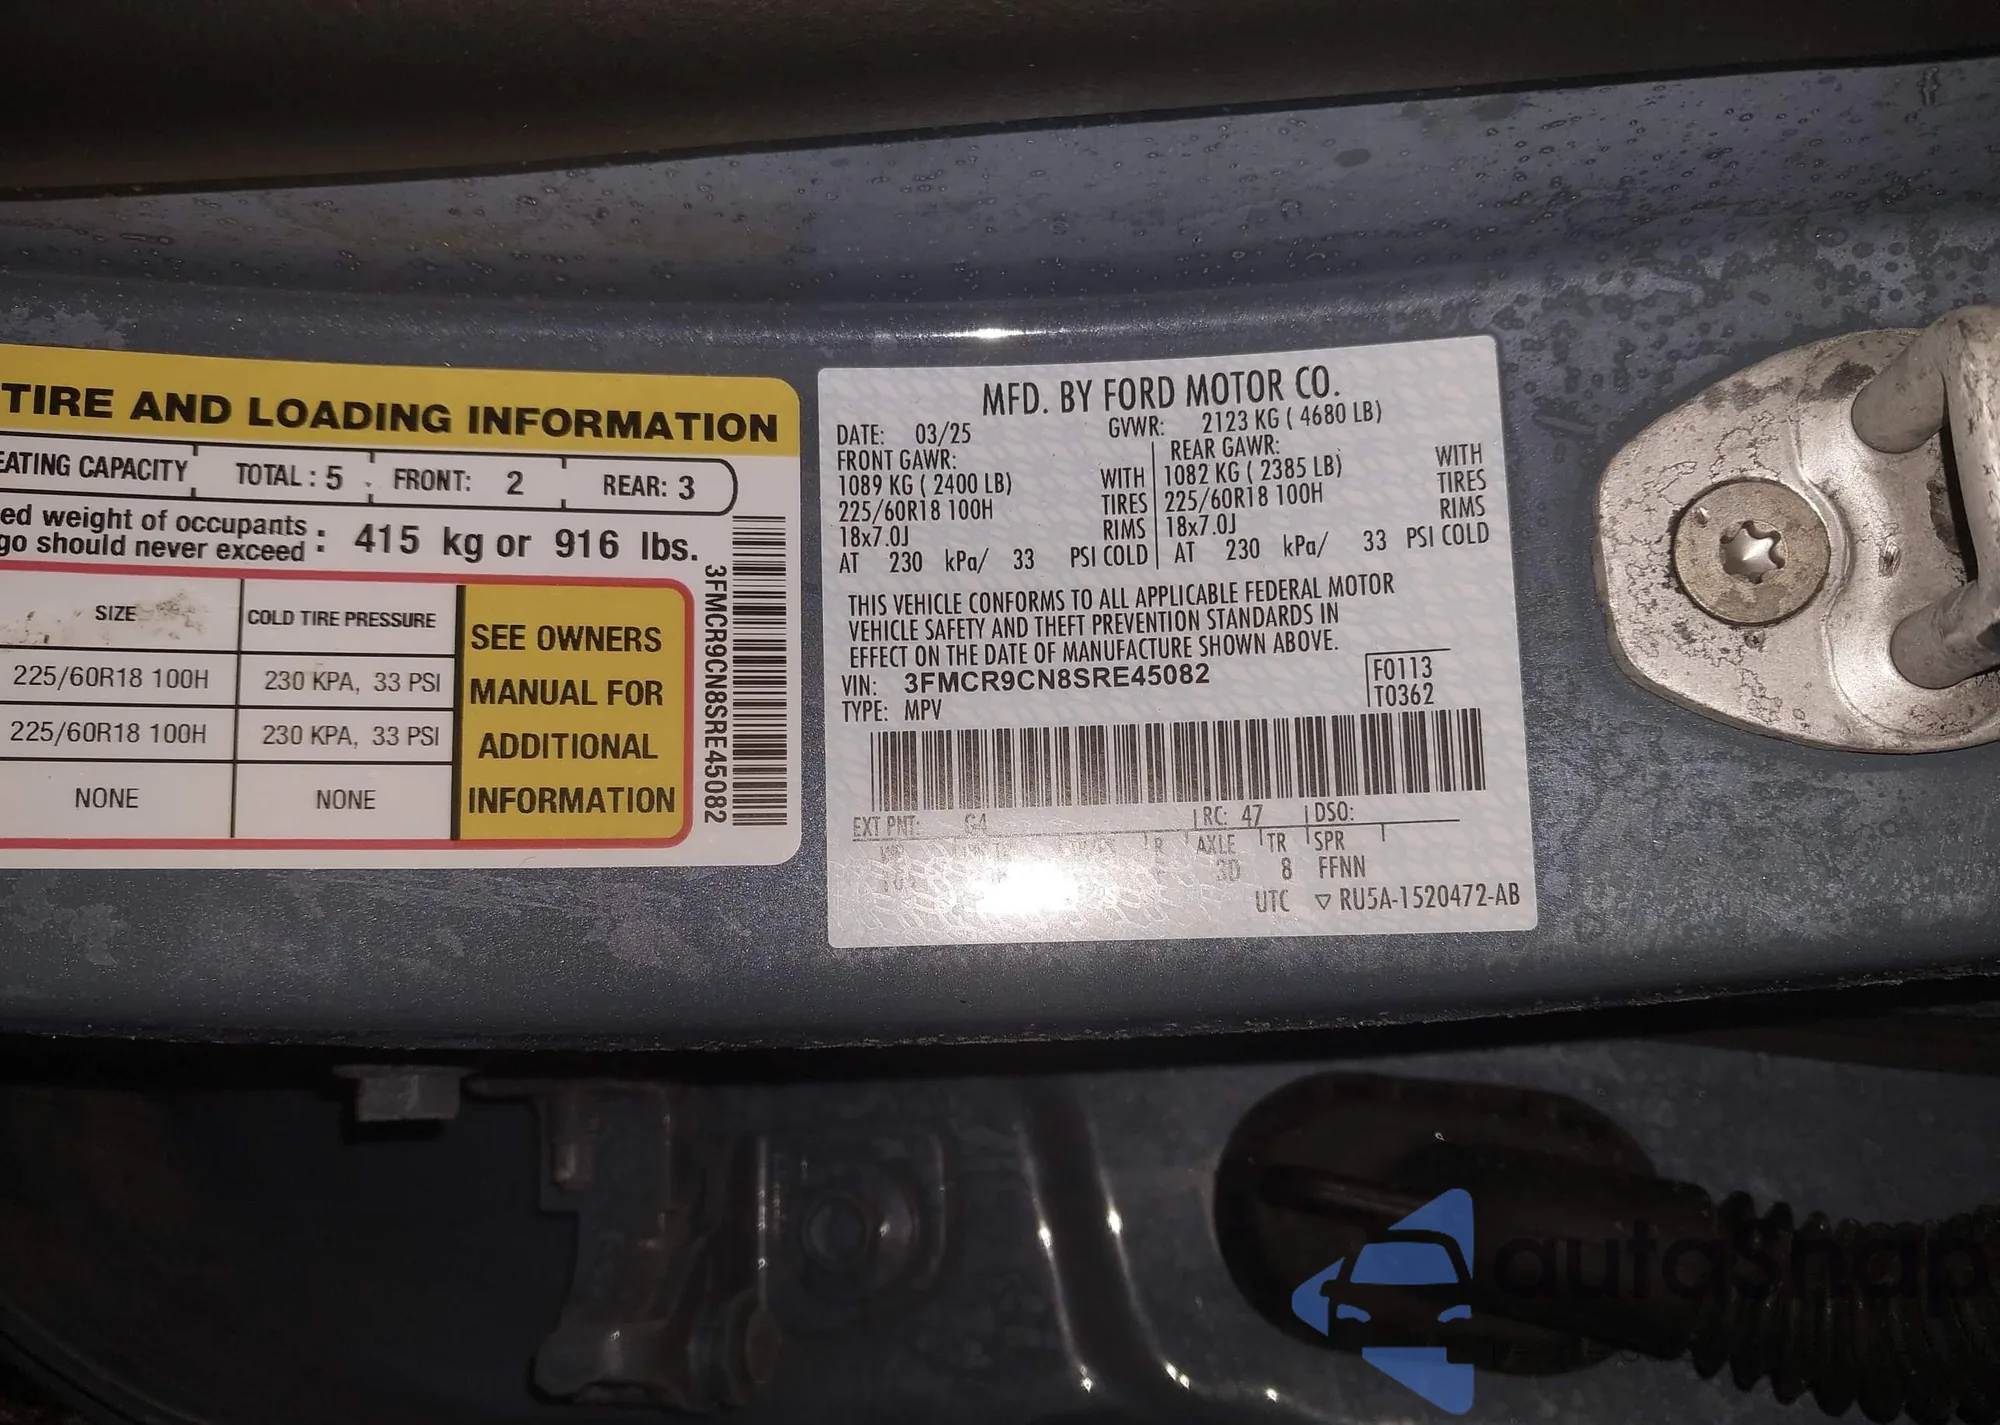 TIRE AND LOADING INFORMATION
EATING CAPACITY TOTAL : 5 FRONT: 2 REAR: 3
ed weight of occupants
go should never exceed : 415 kg or 916 lbs.
SIZE COLD TIRE PRESSURE
225/60R18 100H 230 KPA, 33 PSI
225/60R18 100H 230 KPA, 33 PSI
NONE NONE
SEE OWNERS
MANUAL FOR
ADDITIONAL
INFORMATION
3FMCR9CN8SRE45082
MFD. BY FORD MOTOR CO.
DATE: 03/25 GVWR: 2123 KG ( 4680 LB)
FRONT GAWR: REAR GAWR:
1089 KG ( 2400 LB) WITH 1082 KG ( 2385 LB) WITH
225/60R18 100H TIRES 225/60R18 100H TIRES
18x7.0J RIMS 18x7.0J RIMS
AT 230 kPa/ 33 PSI COLD AT 230 kPa/ 33 PSI COLD
THIS VEHICLE CONFORMS TO ALL APPLICABLE FEDERAL MOTOR
VEHICLE SAFETY AND THEFT PREVENTION STANDARDS IN
EFFECT ON THE DATE OF MANUFACTURE SHOWN ABOVE.
VIN: 3FMCR9CN8SRE45082 F0113
TYPE: MPV T0362
EXT PNT: G4 RC: 47 DSO:
R AXLE TR SPR
3D 8 FFNN
UTC ▽ RU5A-1520472-AB
autasnap